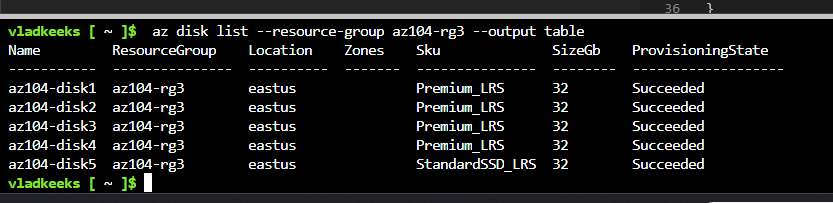 36 }
vladkeeks [ ~ ]$ az disk list --resource-group az104-rg3 --output table
Name ResourceGroup Location Zones Sku SizeGb ProvisioningState
----------- --------------- ---------- ------- --------------- -------- -------------------
az104-disk1 az104-rg3 eastus Premium_LRS 32 Succeeded
az104-disk2 az104-rg3 eastus Premium_LRS 32 Succeeded
az104-disk3 az104-rg3 eastus Premium_LRS 32 Succeeded
az104-disk4 az104-rg3 eastus Premium_LRS 32 Succeeded
az104-disk5 az104-rg3 eastus StandardSSD_LRS 32 Succeeded
vladkeeks [ ~ ]$